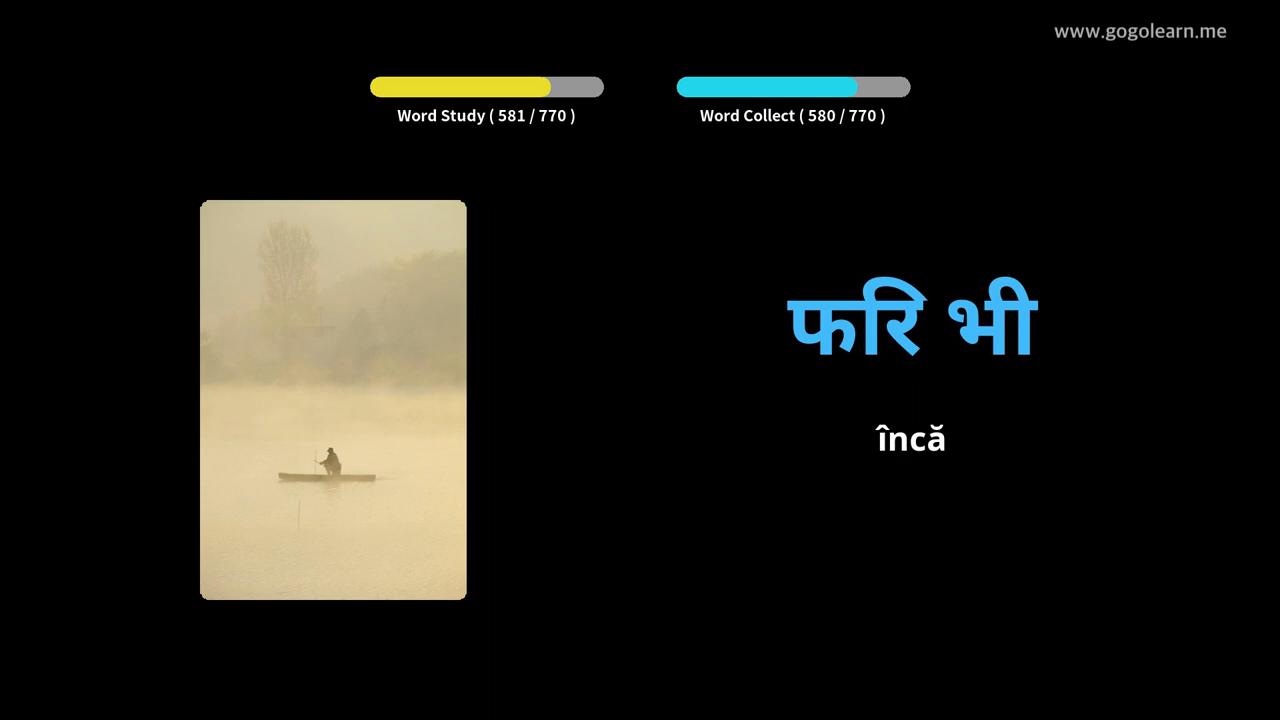 www.gogolearn.me
Word Study ( 581 / 770 )
Word Collect ( 580 / 770 )
फरि भी
încă